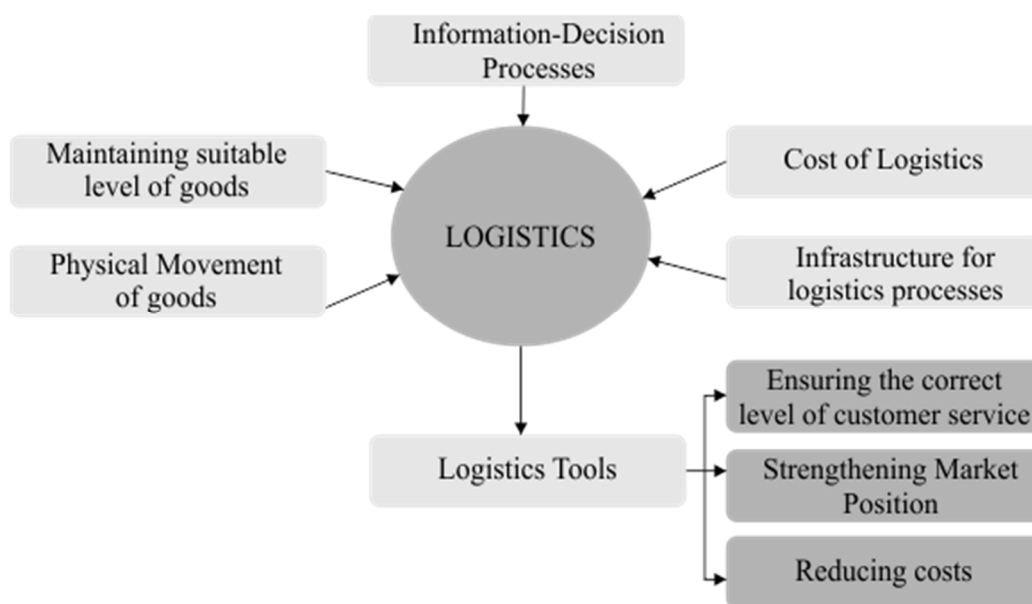 Information-Decision
Processes
Maintaining suitable
level of goods
Cost of Logistics
LOGISTICS
Physical Movement
of goods
Infrastructure for
logistics processes
Ensuring the correct
level of customer service
Logistics Tools
Strengthening Market
Position
Reducing costs